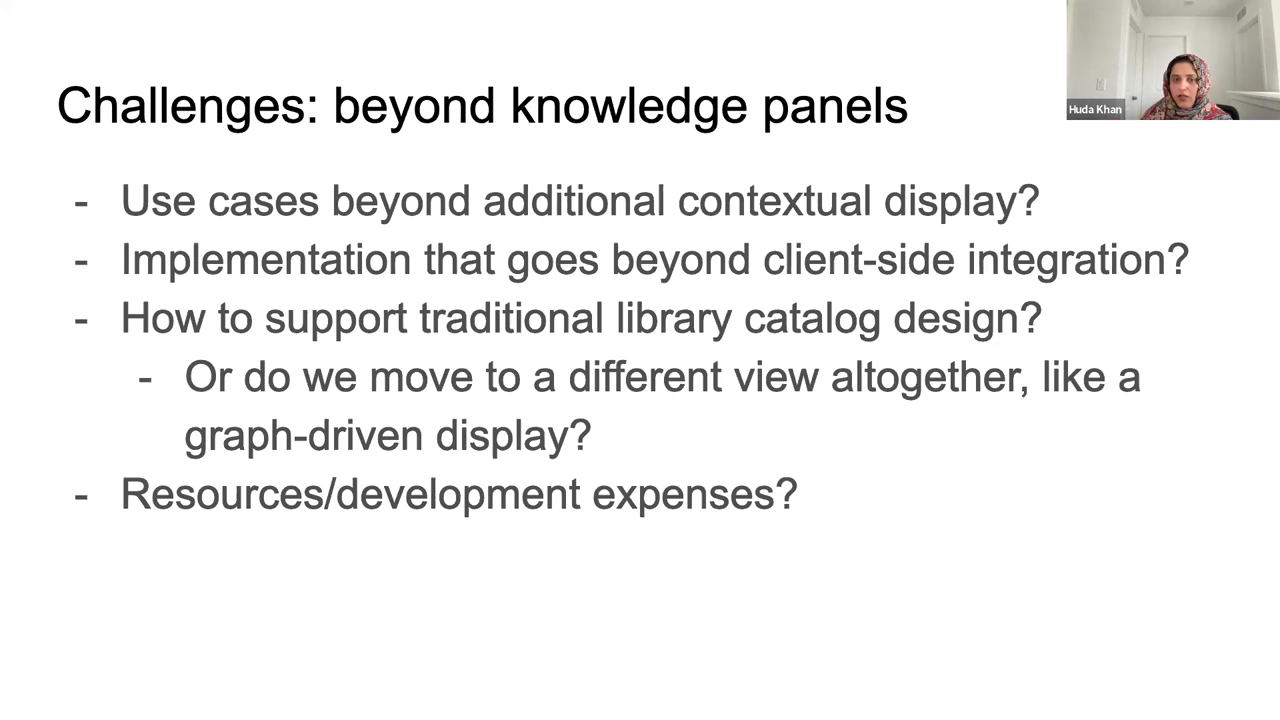 Challenges: beyond knowledge panels
Huda Khan
- Use cases beyond additional contextual display?
- Implementation that goes beyond client-side integration?
- How to support traditional library catalog design?
- Or do we move to a different view altogether, like a
graph-driven display?
- Resources/development expenses?